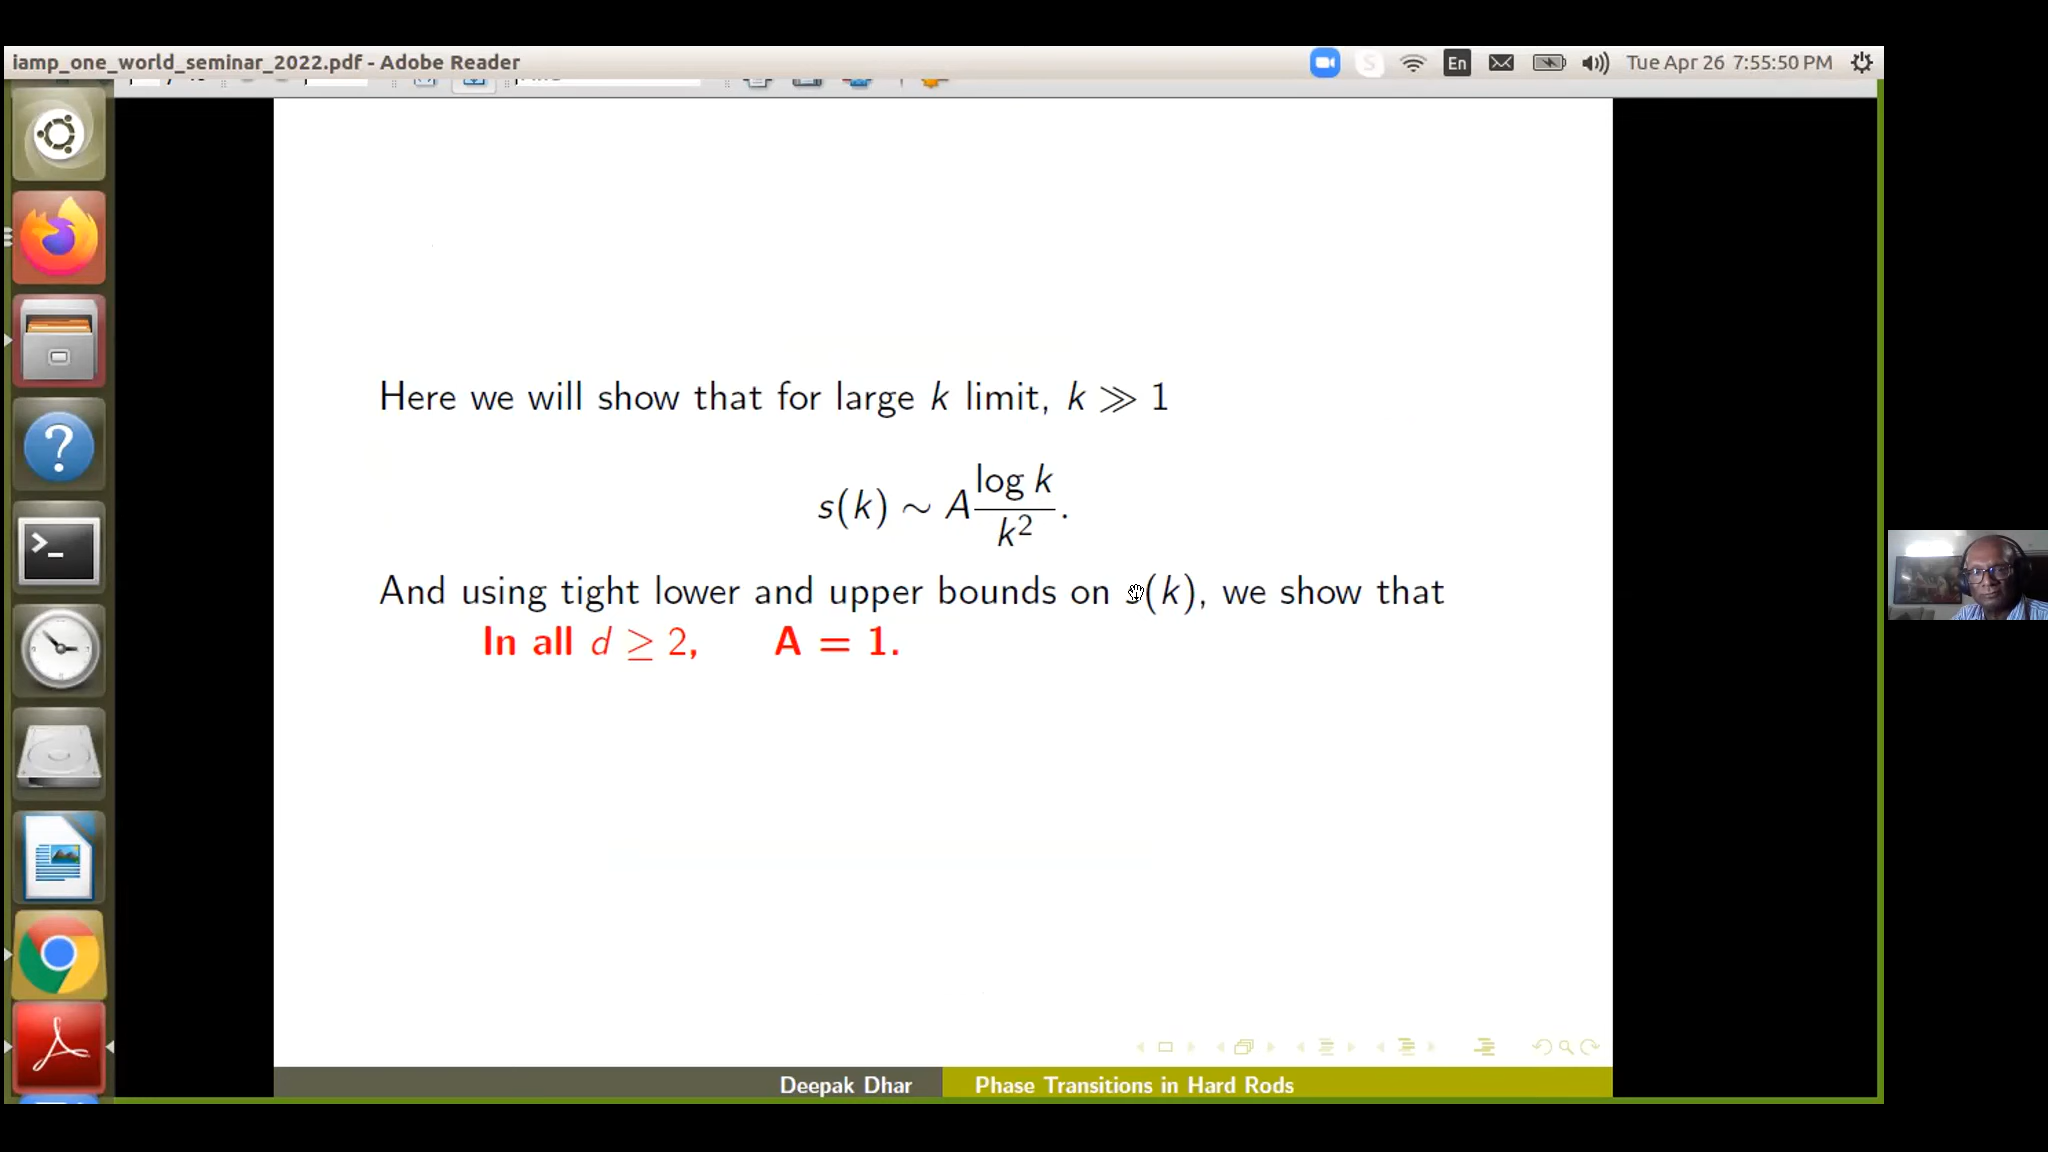 iamp_one_world_seminar_2022.pdf - Adobe Reader
En
Tue Apr 26 7:55:50 PM
Here we will show that for large k limit, k ≫ 1
s(k) ∼ A log k / k².
And using tight lower and upper bounds on s(k), we show that
In all d ≥ 2, A = 1.
Deepak Dhar
Phase Transitions in Hard Rods